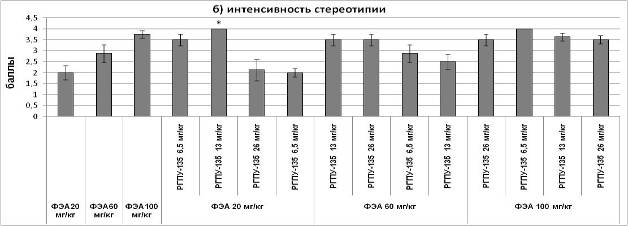 б) интенсивность стереотипии
баллы
4,5
4
3,5
3
2,5
2
1,5
1
0,5
0
*
РГПУ-135 6,5 мг/кг
РГПУ-135 13 мг/кг
РГПУ-135 26 мг/кг
РГПУ-135 6,5 мг/кг
РГПУ-135 13 мг/кг
РГПУ-135 26 мг/кг
РГПУ-135 6,5 мг/кг
РГПУ-135 13 мг/кг
РГПУ-135 26 мг/кг
РГПУ-135 6,5 мг/кг
РГПУ-135 13 мг/кг
РГПУ-135 26 мг/кг
ФЭА20
мг/кг
ФЭА60
мг/кг
ФЭА100
мг/кг
ФЭА 20 мг/кг
ФЭА 60 мг/кг
ФЭА 100 мг/кг